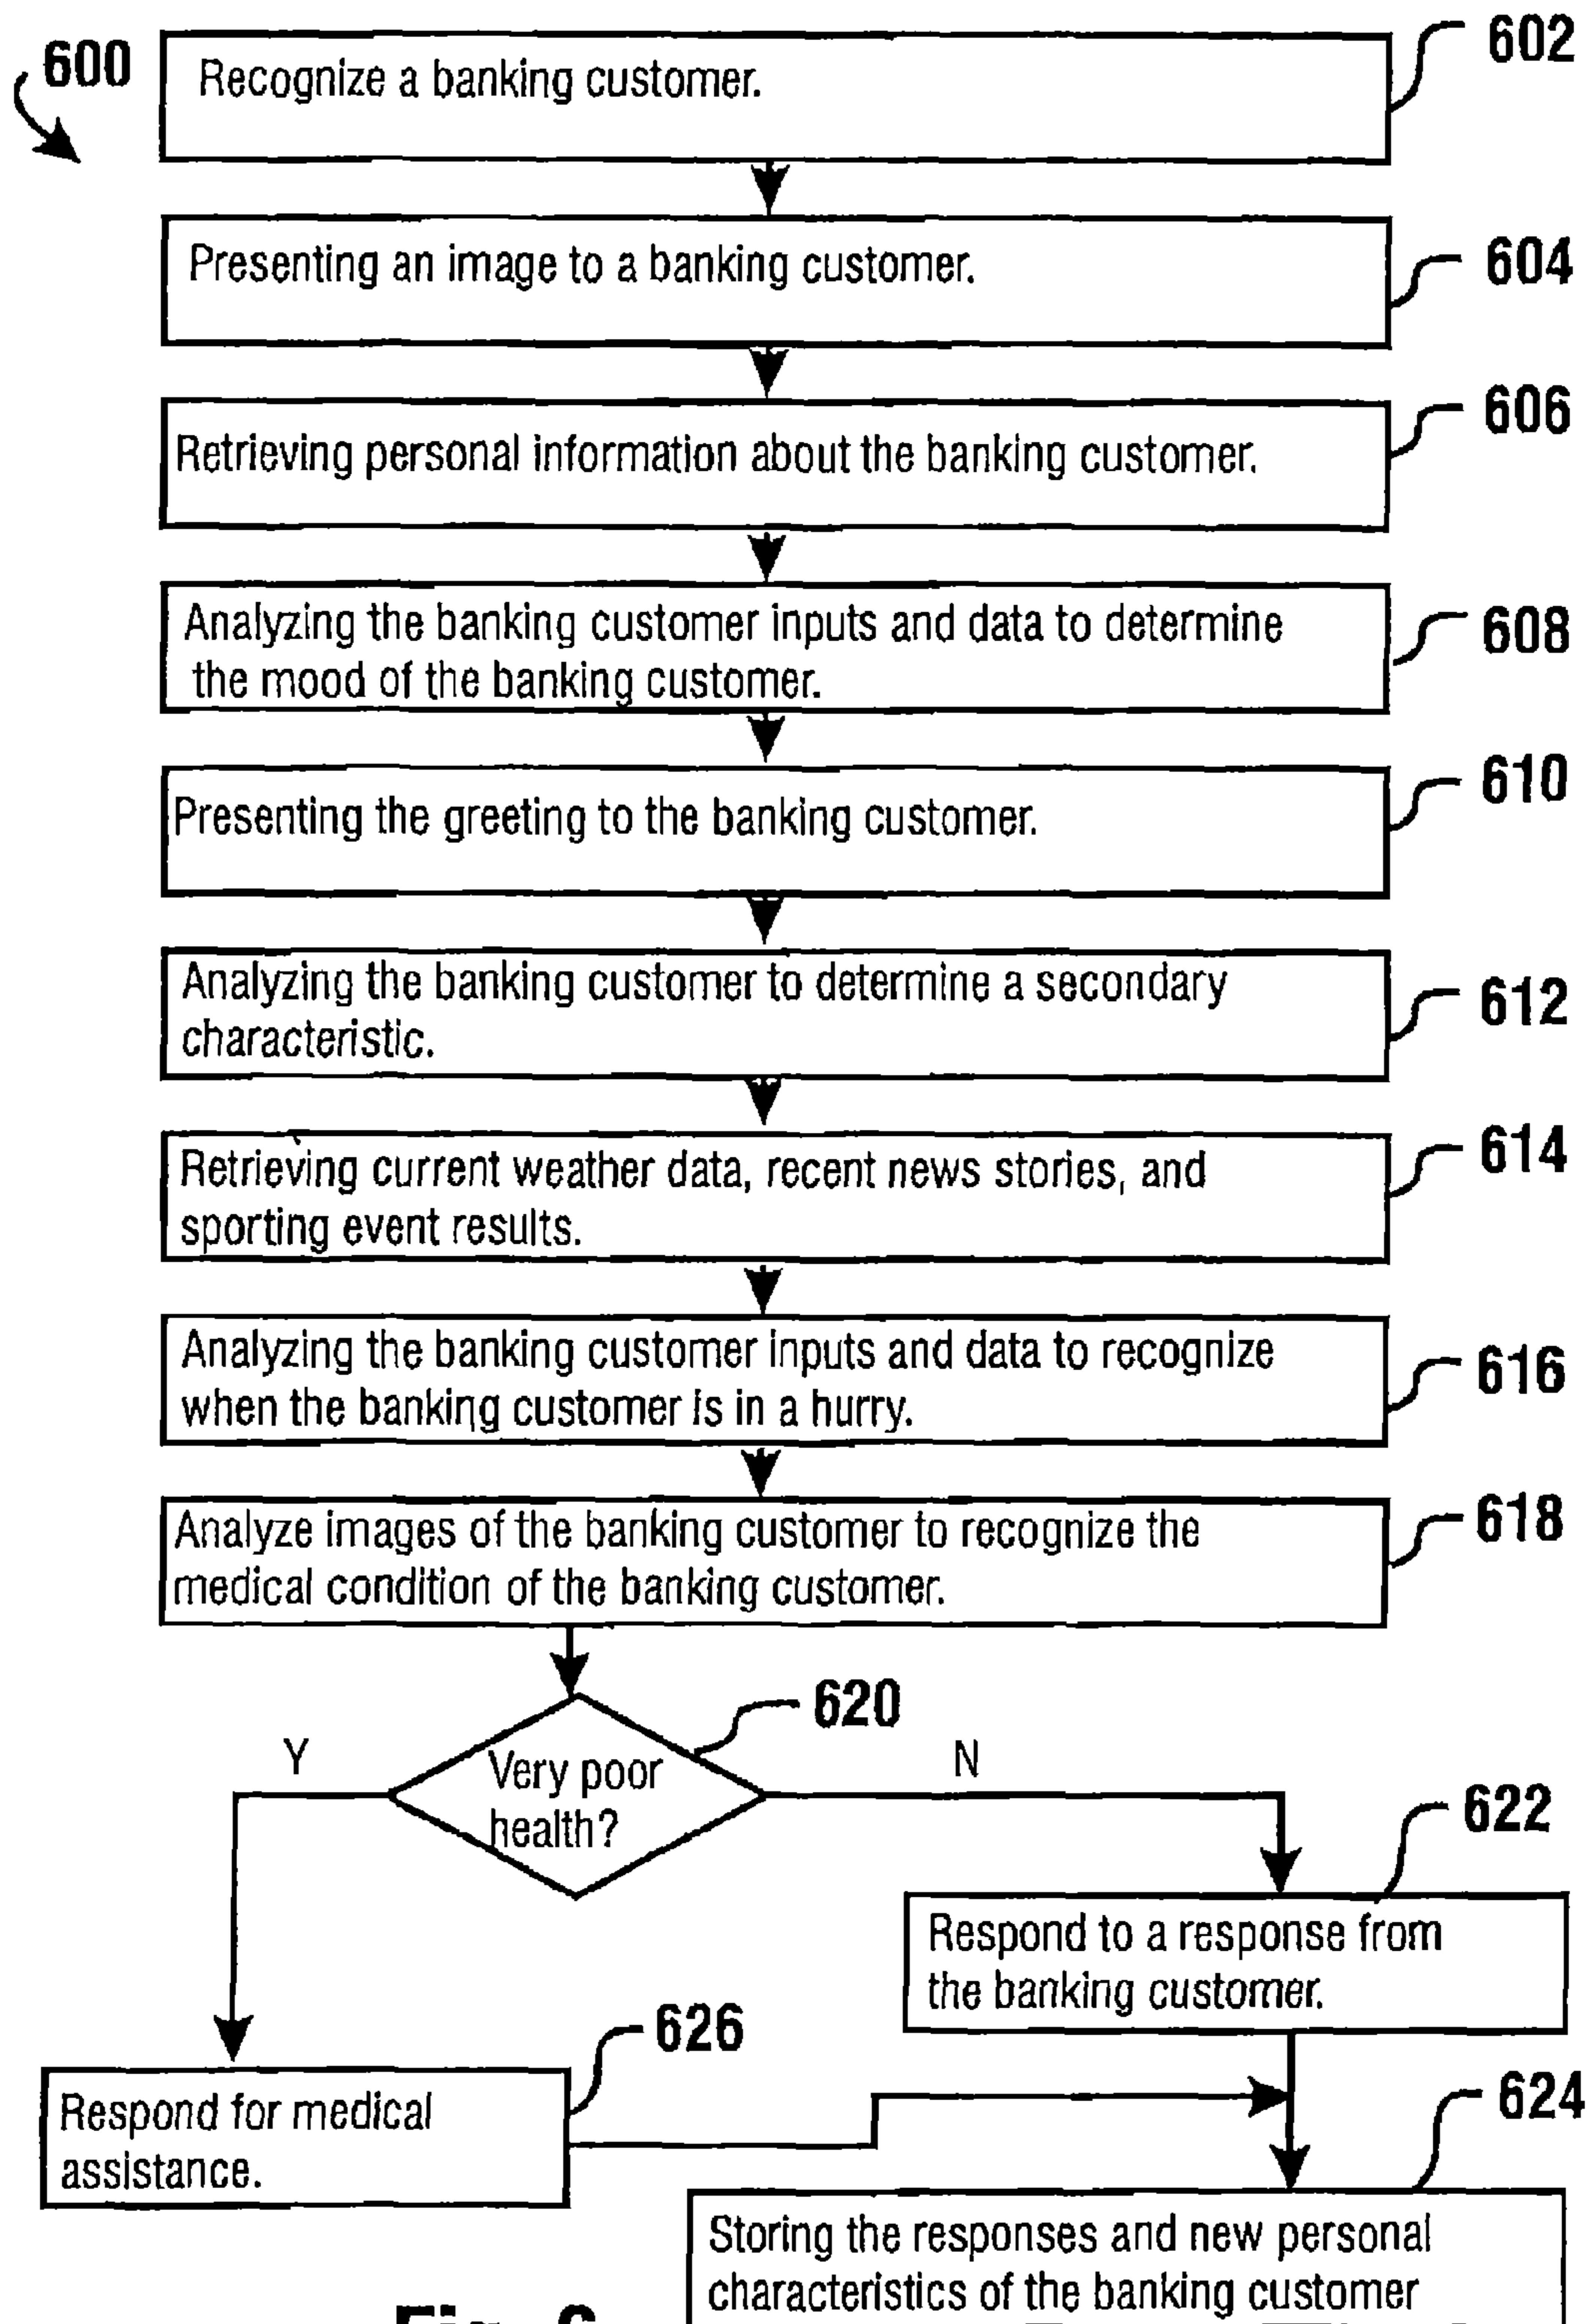 600
602
Recognize a banking customer.
604
Presenting an image to a banking customer.
606
Retrieving personal information about the banking customer.
608
Analyzing the banking customer inputs and data to determine
the mood of the banking customer.
610
Presenting the greeting to the banking customer.
612
Analyzing the banking customer to determine a secondary
characteristic.
614
Retrieving current weather data, recent news stories, and
sporting event results.
616
Analyzing the banking customer inputs and data to recognize
when the banking customer is in a hurry.
618
Analyze images of the banking customer to recognize the
medical condition of the banking customer.
620
Y
Very poor
health?
N
622
Respond to a response from
the banking customer.
626
Respond for medical
assistance.
624
Storing the responses and new personal
characteristics of the banking customer